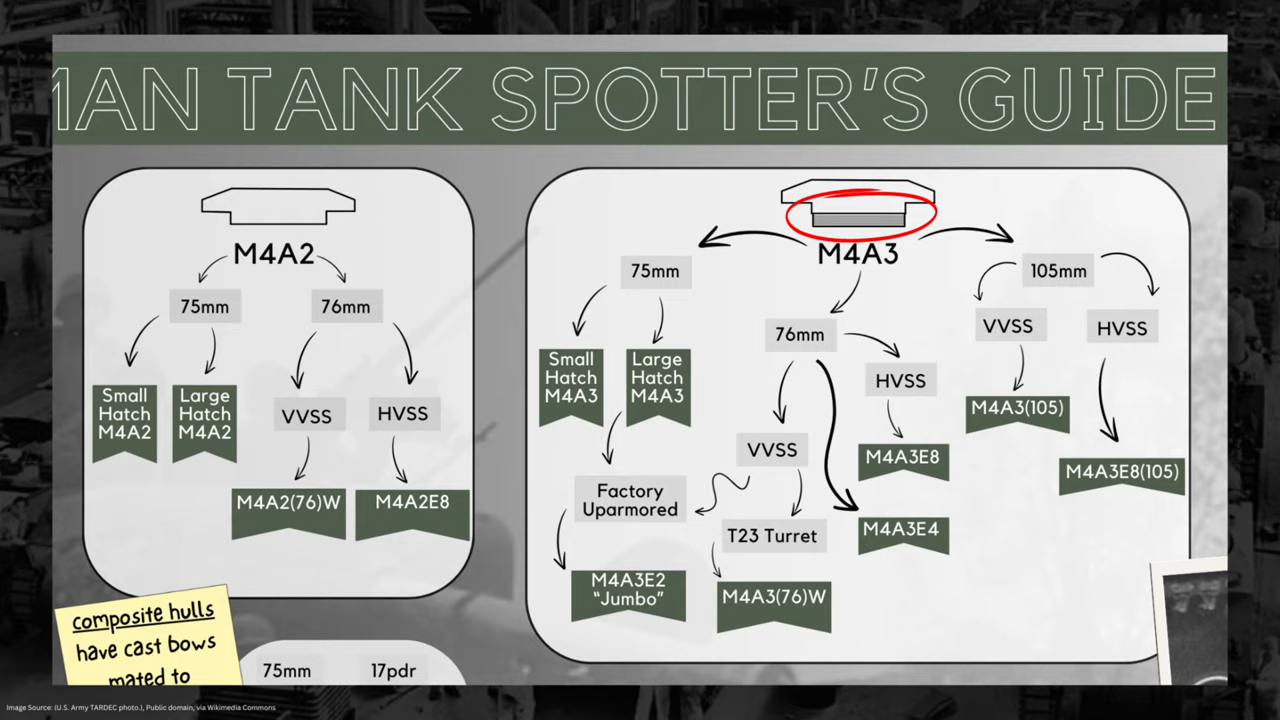 MAN TANK SPOTTER'S GUIDE
M4A2
75mm
76mm
Small
Hatch
M4A2
Large
Hatch
M4A2
VVSS
HVSS
M4A2(76)W
M4A2E8
composite hulls
have cast bows
mated to
75mm
17pdr
M4A3
75mm
76mm
105mm
Small
Hatch
M4A3
Large
Hatch
M4A3
Factory
Uparmored
M4A3E2
"Jumbo"
VVSS
T23 Turret
M4A3(76)W
HVSS
M4A3E8
M4A3E4
VVSS
M4A3(105)
HVSS
M4A3E8(105)
Image Source: (U.S. Army TARDEC photo.), Public domain, via Wikimedia Commons